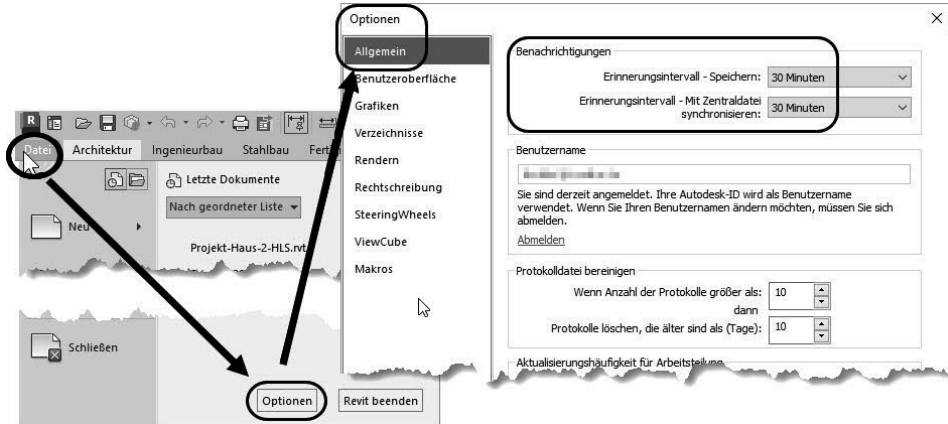 R
Datei
Architektur
Ingenieurbau
Stahlbau
Fertig
Letzte Dokumente
Nach geordneter Liste
Neu
Projekt-Haus-2-HLS.rvt
Schließen
Optionen
Revit beenden
Optionen
Allgemein
Benutzeroberfläche
Grafiken
Verzeichnisse
Rendern
Rechtschreibung
SteeringWheels
ViewCube
Makros
Benachrichtigungen
Erinnerungsintervall - Speichern: 30 Minuten
Erinnerungsintervall - Mit Zentraldatei
synchronisieren: 30 Minuten
Benutzername
Sie sind derzeit angemeldet. Ihre Autodesk-ID wird
als Benutzername
verwendet. Wenn Sie Ihren Benutzernamen ändern möchten, müssen Sie sich
abmelden.
Abmelden
Protokolldatei bereinigen
Wenn Anzahl der Protokolle größer als: 10
dann
Protokolle löschen, die älter sind als (Tage): 10
Aktualisierungshäufigkeit für Arbeitsteilung